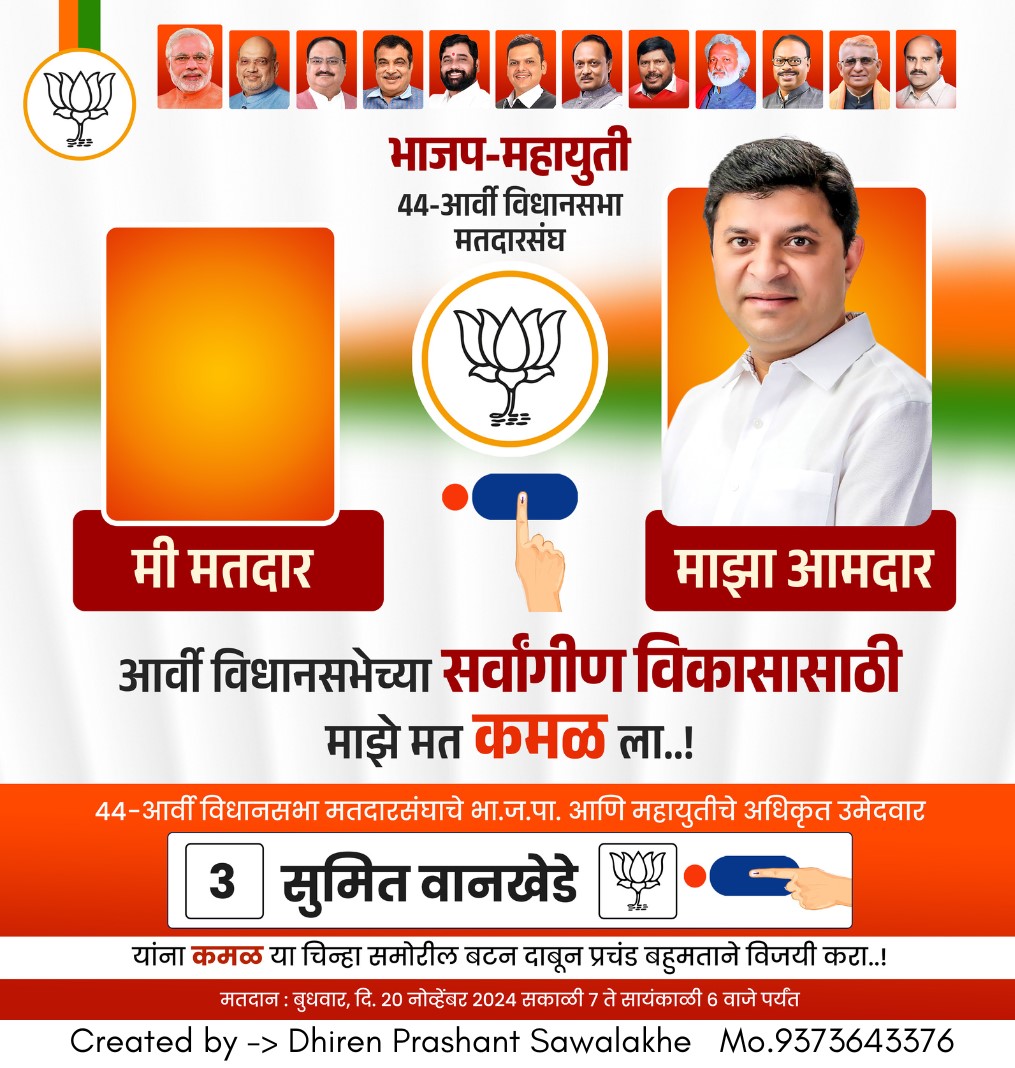 भाजप-महायुती
44-आर्वी विधानसभा
मतदारसंघ
मी मतदार
माझा आमदार
आर्वी विधानसभेच्या सर्वांगीण विकासासाठी
माझे मत कमळ ला..!
44-आर्वी विधानसभा मतदारसंघाचे भा.ज.पा. आणि महायुतीचे अधिकृत उमेदवार
3 सुमित वानखेडे
यांना कमळ या चिन्हा समोरील बटन दाबून प्रचंड बहुमताने विजयी करा..!
मतदान : बुधवार, दि. 20 नोव्हेंबर 2024 सकाळी 7 ते सायंकाळी 6 वाजे पर्यंत
Created by -> Dhiren Prashant Sawalakhe Mo.9373643376